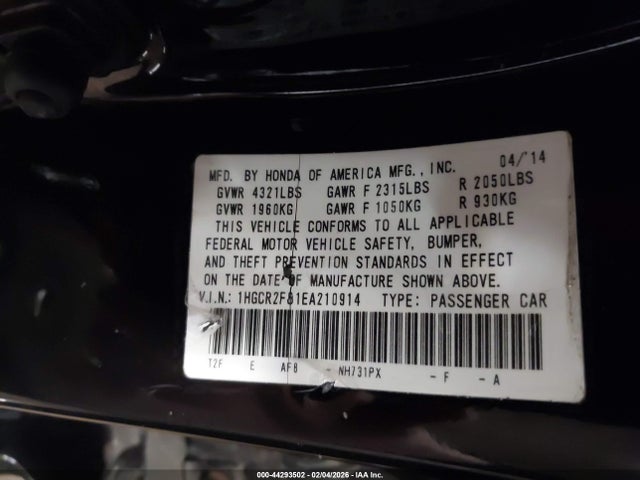 MFD. BY HONDA OF AMERICA MFG., INC. 04/'14
GVWR 4321LBS GAWR F 2315LBS R 2050LBS
GVWR 1960KG GAWR F 1050KG R 930KG
THIS VEHICLE CONFORMS TO ALL APPLICABLE
FEDERAL MOTOR VEHICLE SAFETY, BUMPER,
AND THEFT PREVENTION STANDARDS IN EFFECT
ON THE DATE OF MANUFACTURE SHOWN ABOVE.
V.I.N.: 1HGCR2F81EA210914 TYPE: PASSENGER CAR
T2F E AF8 - NH731PX - F - A
000-44293502 - 02/04/2026 - IAA Inc.